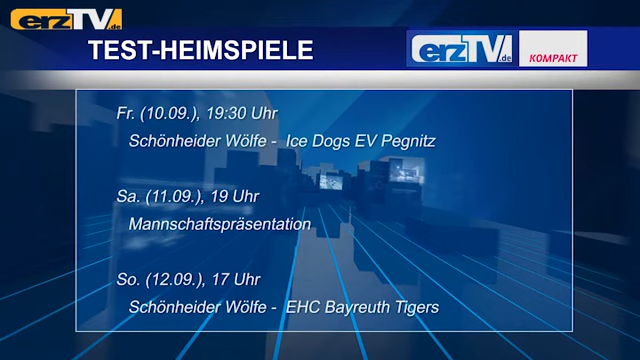 erzTV.de
TEST-HEIMSPIELE
erzTV.de
KOMPAKT
Fr. (10.09.), 19:30 Uhr
Schönheider Wölfe - Ice Dogs EV Pegnitz
Sa. (11.09.), 19 Uhr
Mannschaftspräsentation
So. (12.09.), 17 Uhr
Schönheider Wölfe - EHC Bayreuth Tigers